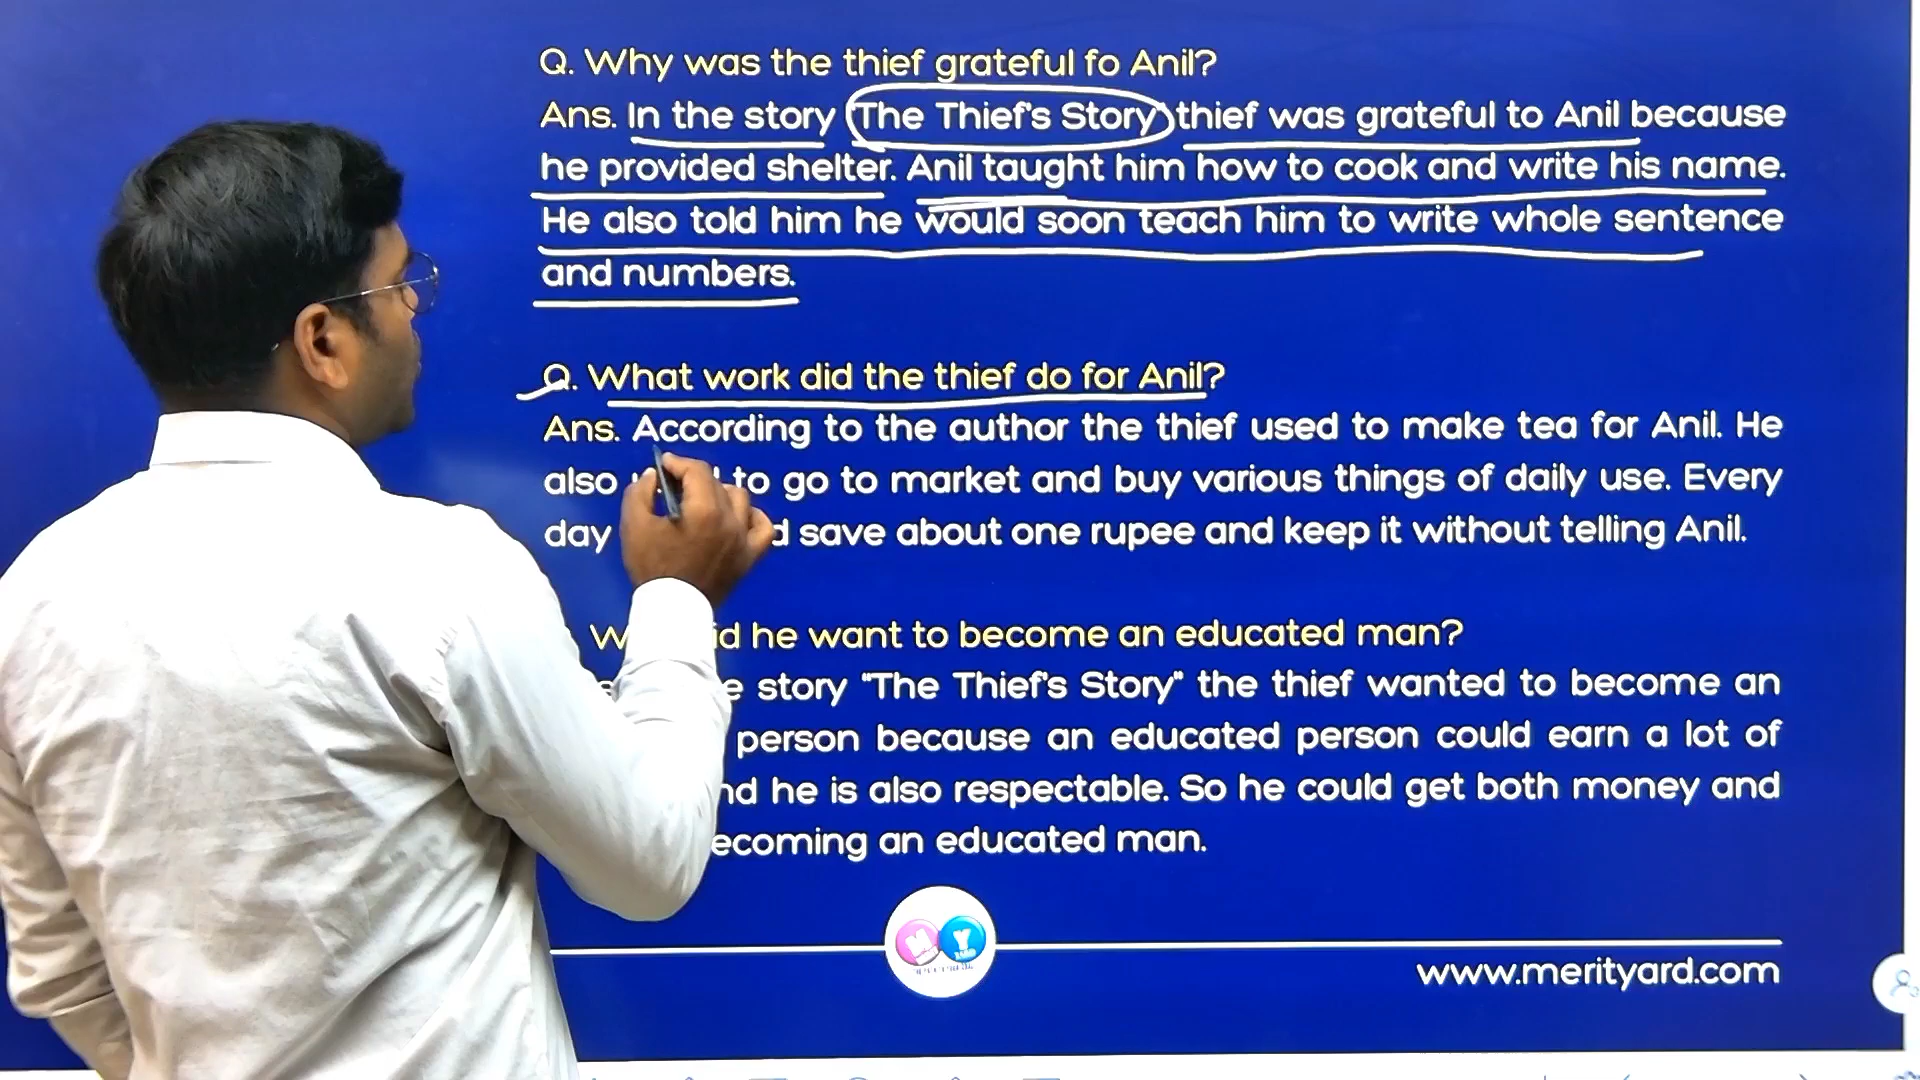 Q. Why was the thief grateful fo Anil?
Ans. In the story The Thief's Story thief was grateful to Anil because
he provided shelter. Anil taught him how to cook and write his name.
He also told him he would soon teach him to write whole sentence
and numbers.
Q. What work did the thief do for Anil?
Ans. According to the author the thief used to make tea for Anil. He
also to go to market and buy various things of daily use. Every
day save about one rupee and keep it without telling Anil.
he want to become an educated man?
story "The Thief's Story" the thief wanted to become an
person because an educated person could earn a lot of
he is also respectable. So he could get both money and
an educated man.
M Y
www.merityard.com